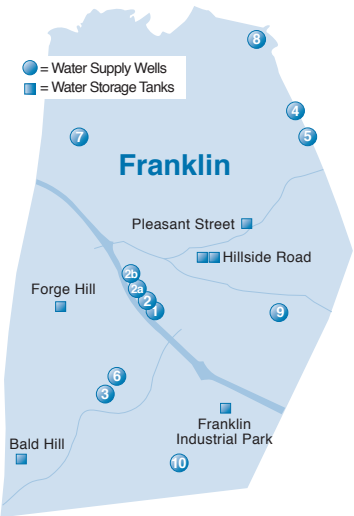 8
= Water Supply Wells
= Water Storage Tanks
4
5
7
Franklin
Pleasant Street
Hillside Road
2b
2a
Forge Hill
2
1
9
6
3
Franklin
Industrial Park
Bald Hill
10